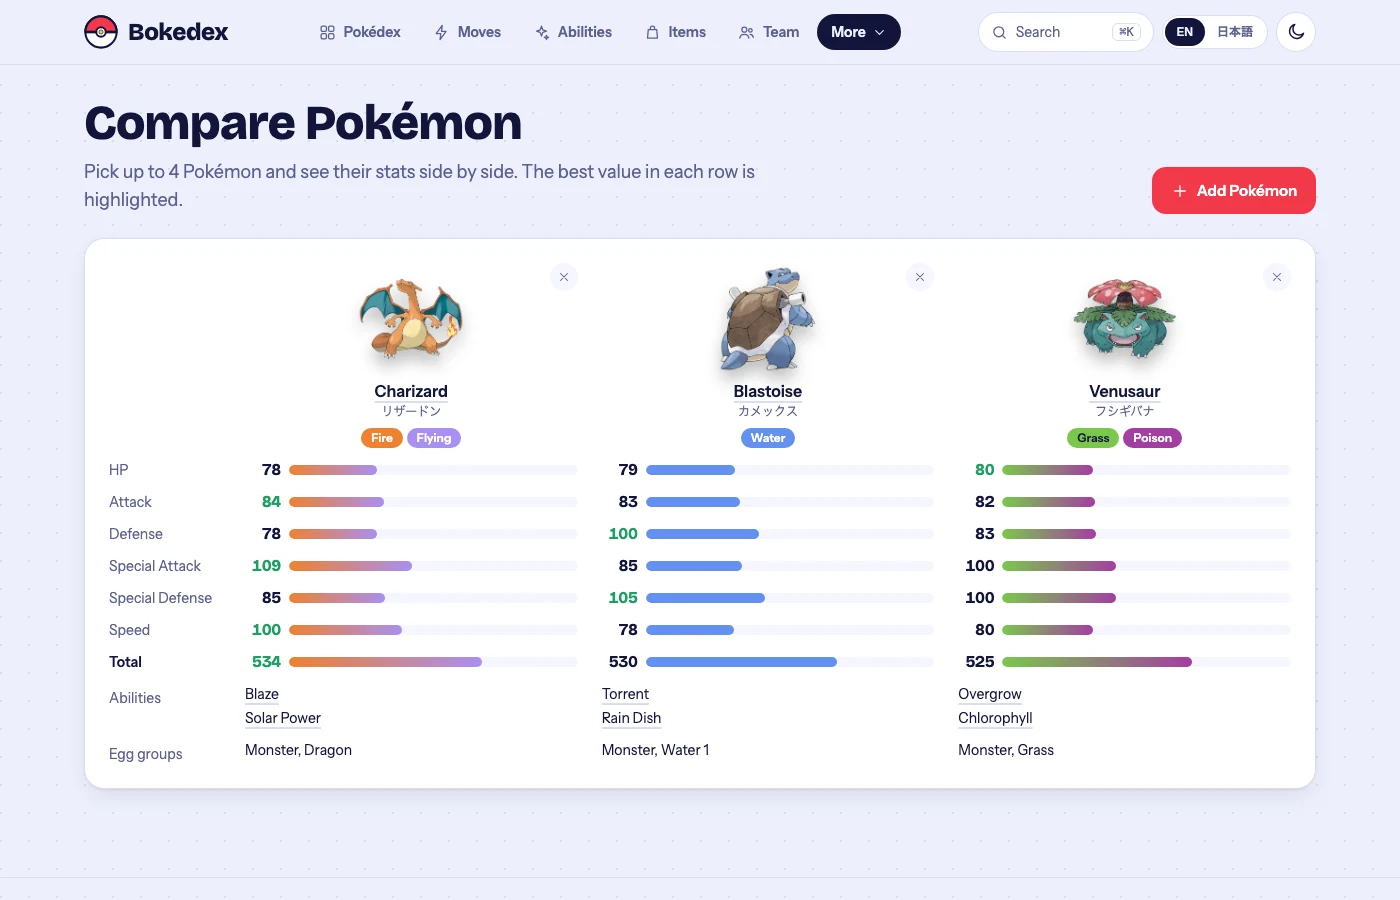 Bokedex
Pokédex
Moves
Abilities
Items
Team
More
Search
⌘K
EN
日本語
Compare Pokémon
Pick up to 4 Pokémon and see their stats side by side. The best value in each row is
highlighted.
Add Pokémon
Charizard
リザードン
Fire Flying
Blastoise
カメックス
Water
Venusaur
フシギバナ
Grass Poison
HP 78 79 80
Attack 84 83 82
Defense 78 100 83
Special Attack 109 85 100
Special Defense 85 105 100
Speed 100 78 80
Total 534 530 525
Abilities
Blaze Torrent Overgrow
Solar Power Rain Dish Chlorophyll
Egg groups Monster, Dragon Monster, Water 1 Monster, Grass